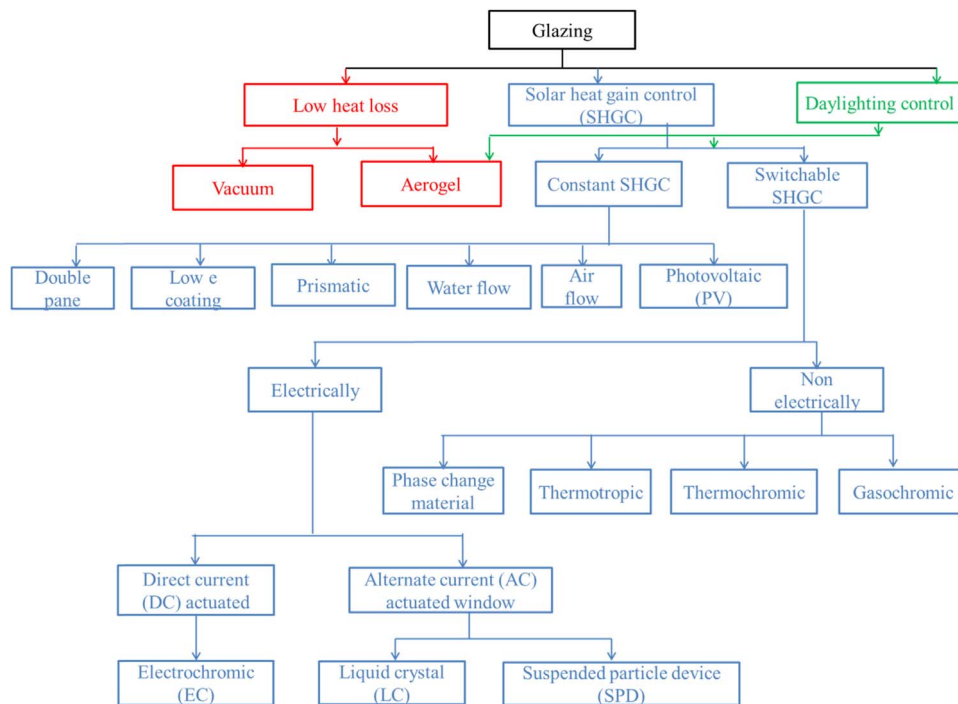 Glazing
Low heat loss
Solar heat gain control
(SHGC)
Daylighting control
Vacuum
Aerogel
Constant SHGC
Switchable
SHGC
Double
pane
Low e
coating
Prismatic
Water flow
Air
flow
Photovoltaic
(PV)
Electrically
Non
electrically
Phase change
material
Thermotropic
Thermochromic
Gasochromic
Direct current
(DC) actuated
Alternate current (AC)
actuated window
Electrochromic
(EC)
Liquid crystal
(LC)
Suspended particle device
(SPD)